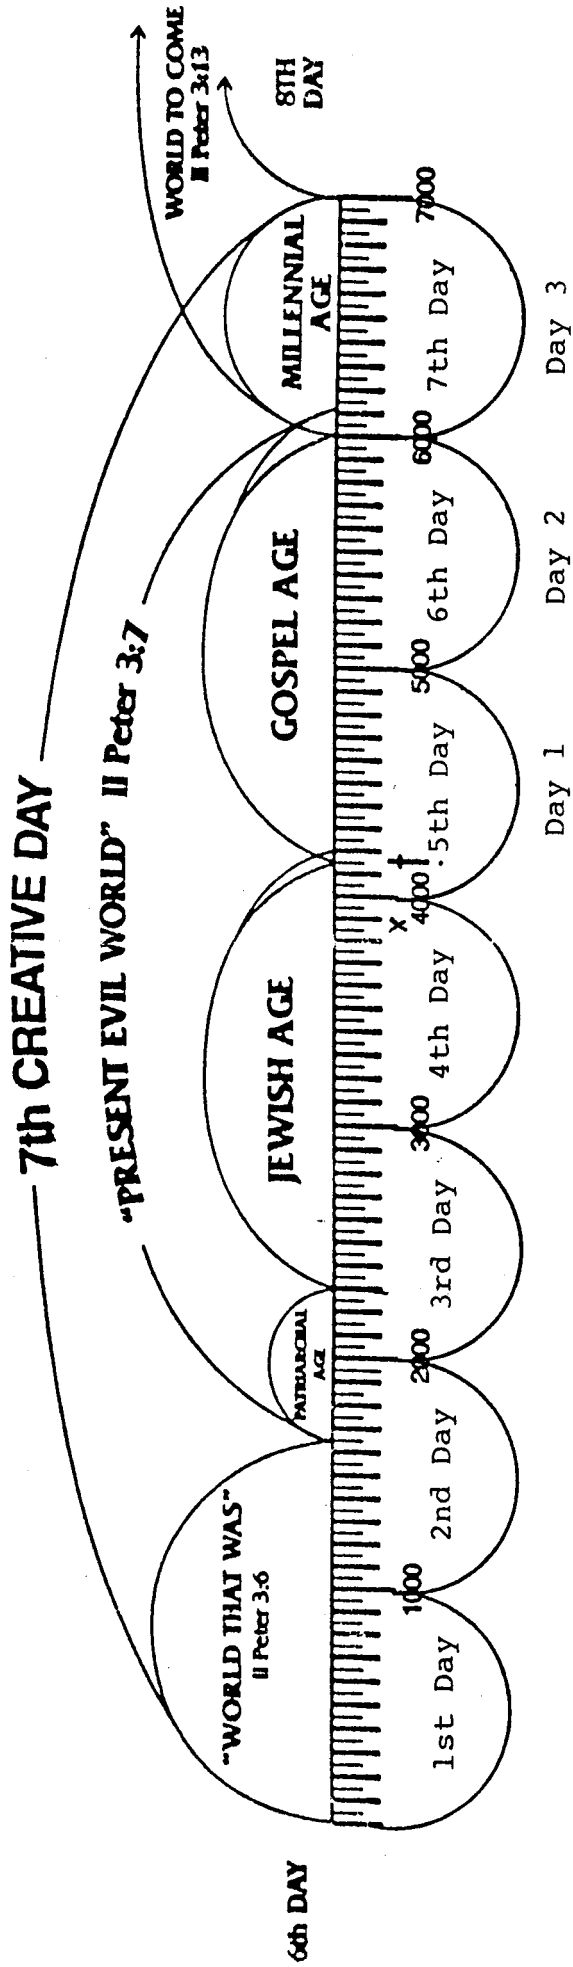 7th CREATIVE DAY
"PRESENT EVIL WORLD" II Peter 3:7
WORLD TO COME
II Peter 3:13
"WORLD THAT WAS"
II Peter 3:6
PATRIARCHAL
AGE
JEWISH AGE
GOSPEL AGE
MILLENNIAL
AGE
8TH
DAY
6th DAY
1000
2000
3000
X
4000
5000
6000
7000
1st Day
2nd Day
3rd Day
4th Day
5th Day
6th Day
7th Day
Day 1
Day 2
Day 3